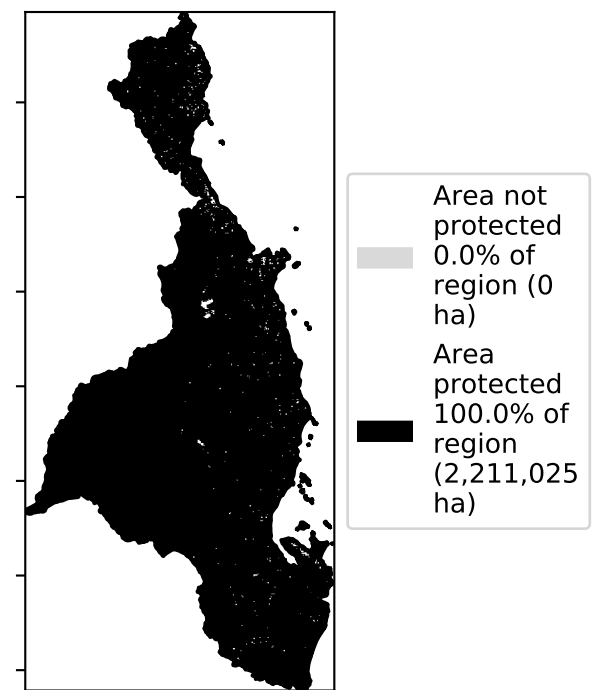 Area not
protected
0.0% of
region (0
ha)
Area
protected
100.0% of
region
(2,211,025
ha)